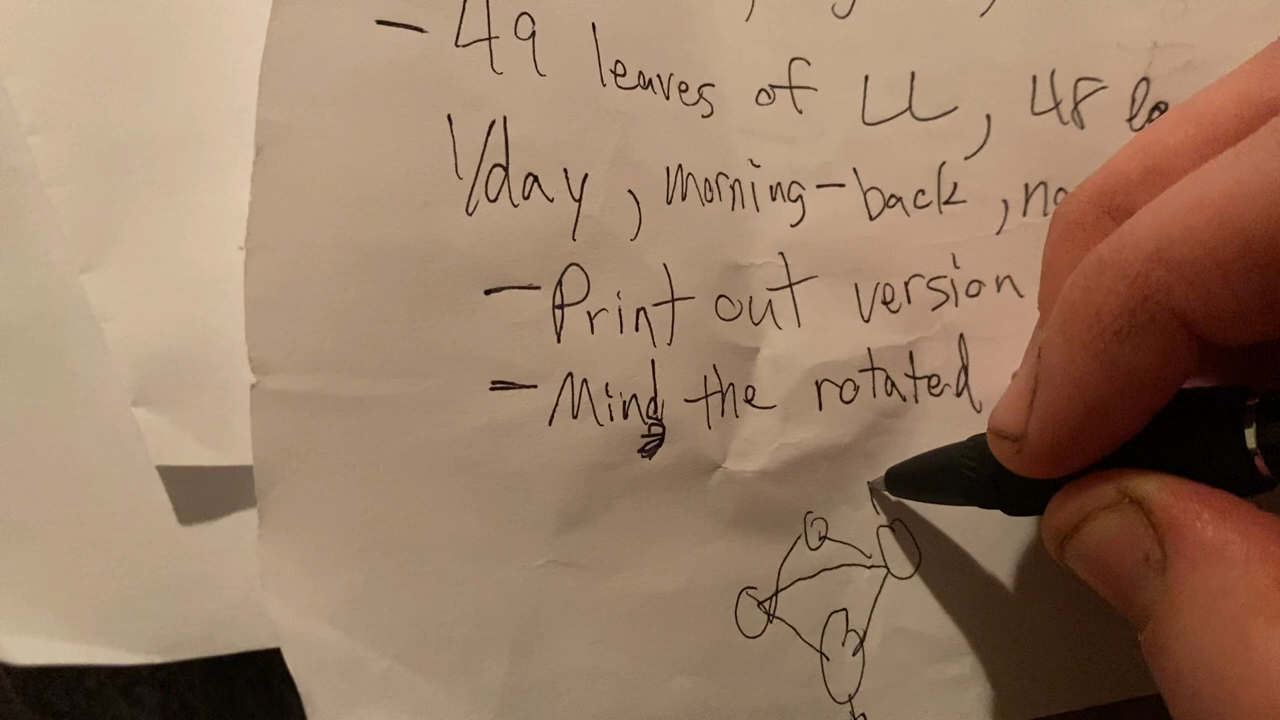 - 49 leaves of LL, 48
1/day, morning-back,
- Print out version
- Mind the rotated